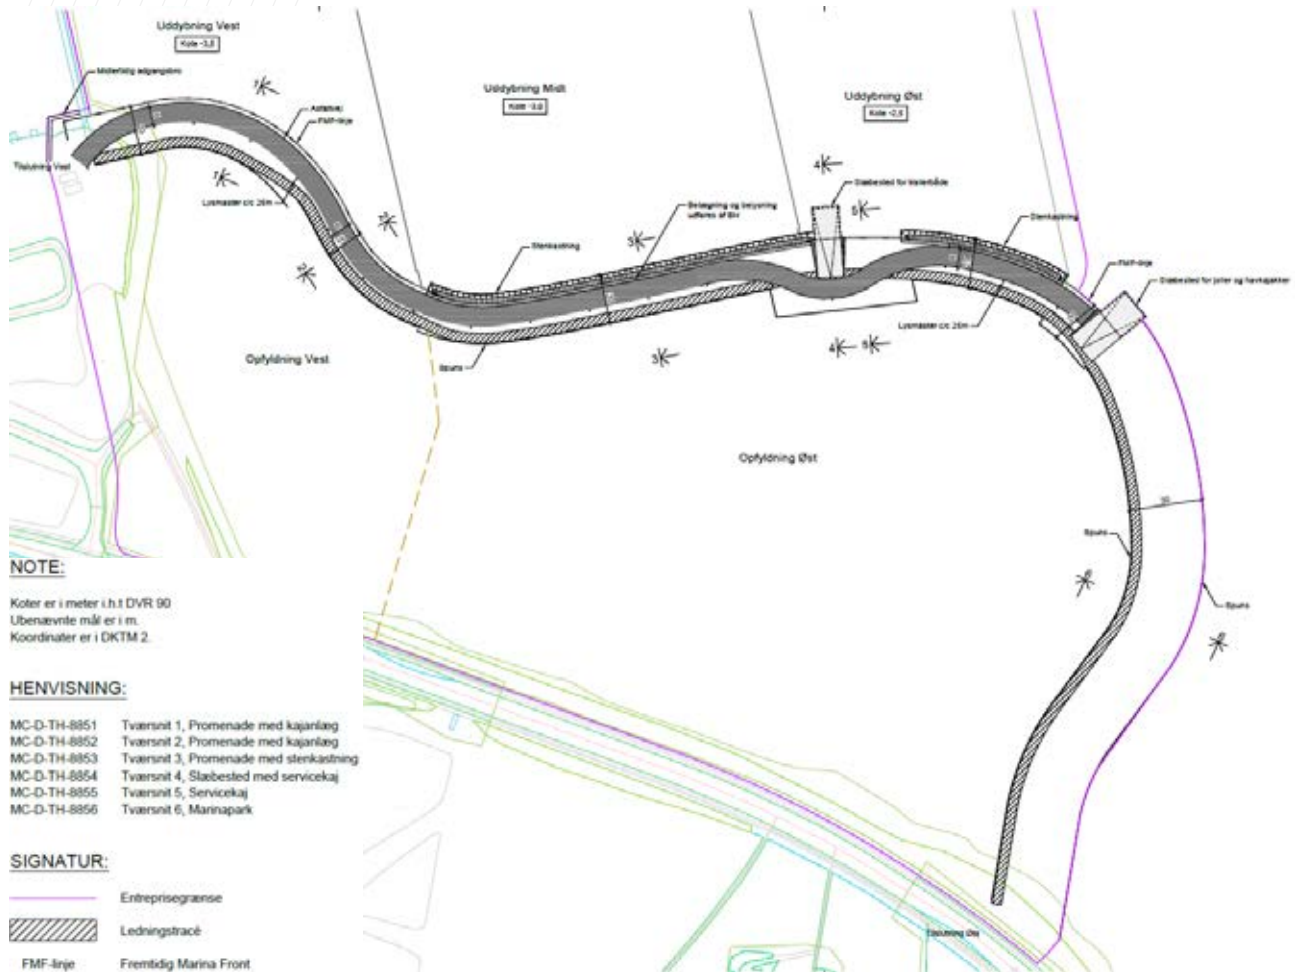 Uddybning Vest
Kote -3,5
Midlertidig adgangsbro
Uddybning Midt
Kote -3,0
Uddybning Øst
Kote -2,5
Asfaltvej
FMF-linje
Tilslutning Vest
Lysmaster c/c 25m
Stenkastning
Belægning og belysning
udføres af BH
Slæbested for trailerbåde
Stenkastning
FMF-linje
Slæbested for joller og havkajakker
Lysmaster c/c 25m
Opfyldning Vest
Spuns
Opfyldning Øst
Spuns
Spuns
Tilslutning Øst
NOTE:
Koter er i meter i.h.t DVR 90
Ubenævnte mål er i m.
Koordinater er i DKTM 2.
HENVISNING:
MC-D-TH-8851 Tværsnit 1, Promenade med kajanlæg
MC-D-TH-8852 Tværsnit 2, Promenade med kajanlæg
MC-D-TH-8853 Tværsnit 3, Promenade med stenkastning
MC-D-TH-8854 Tværsnit 4, Slæbested med servicekaj
MC-D-TH-8855 Tværsnit 5, Servicekaj
MC-D-TH-8856 Tværsnit 6, Marinapark
SIGNATUR:
Entreprisegrænse
Ledningstracé
FMF-linje Fremtidig Marina Front